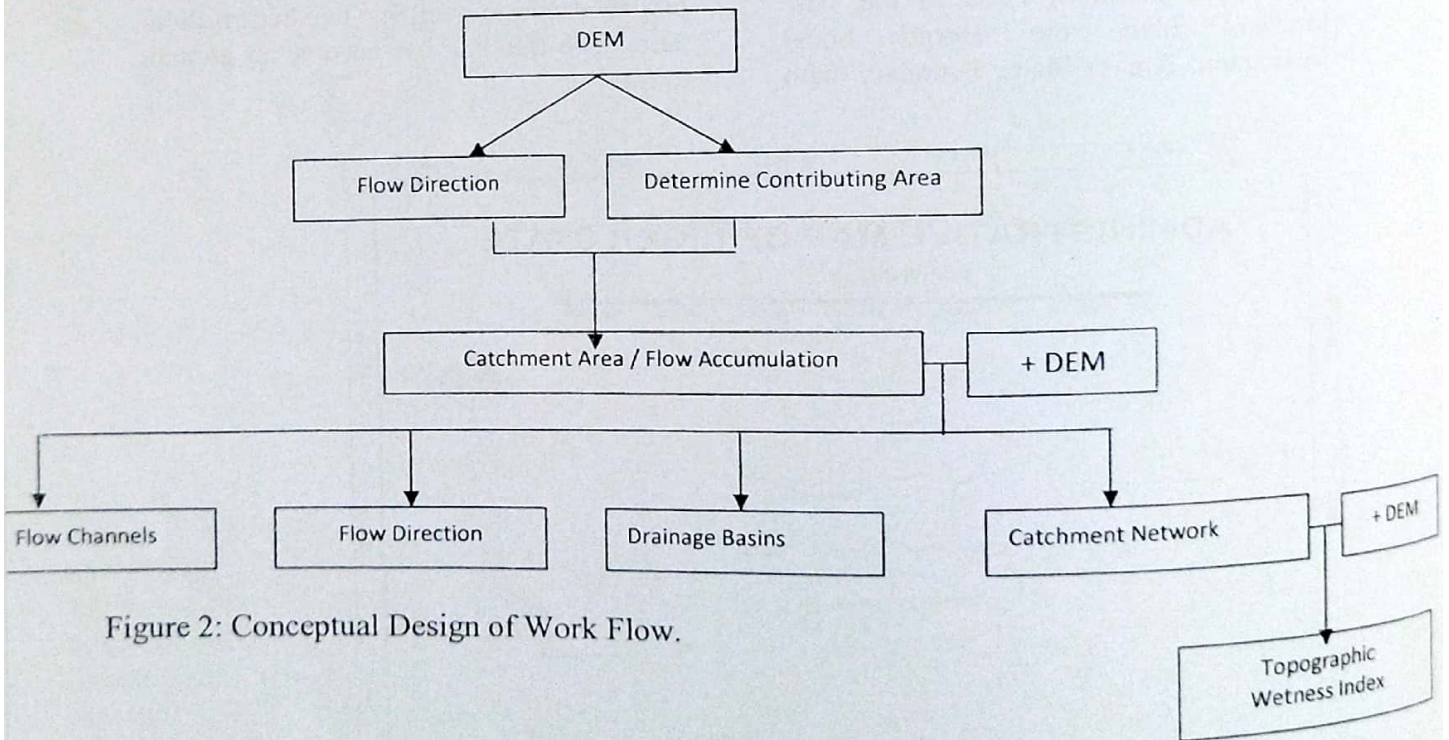 DEM
Flow Direction
Determine Contributing Area
Catchment Area / Flow Accumulation
+ DEM
Flow Channels
Flow Direction
Drainage Basins
Catchment Network
+ DEM
Figure 2: Conceptual Design of Work Flow.
Topographic
Wetness Index